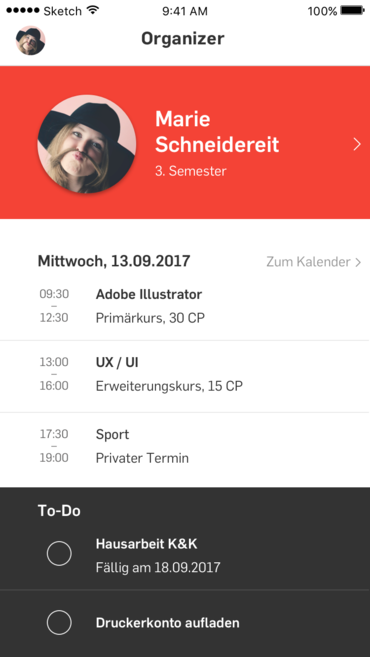 Sketch 9:41 AM 100%
Organizer
Marie
Schneidereit
3. Semester
Mittwoch, 13.09.2017 Zum Kalender
09:30 Adobe Illustrator
–
12:30 Primärkurs, 30 CP
13:00 UX / UI
–
16:00 Erweiterungskurs, 15 CP
17:30 Sport
–
19:00 Privater Termin
To-Do
Hausarbeit K&K
Fällig am 18.09.2017
Druckerkonto aufladen